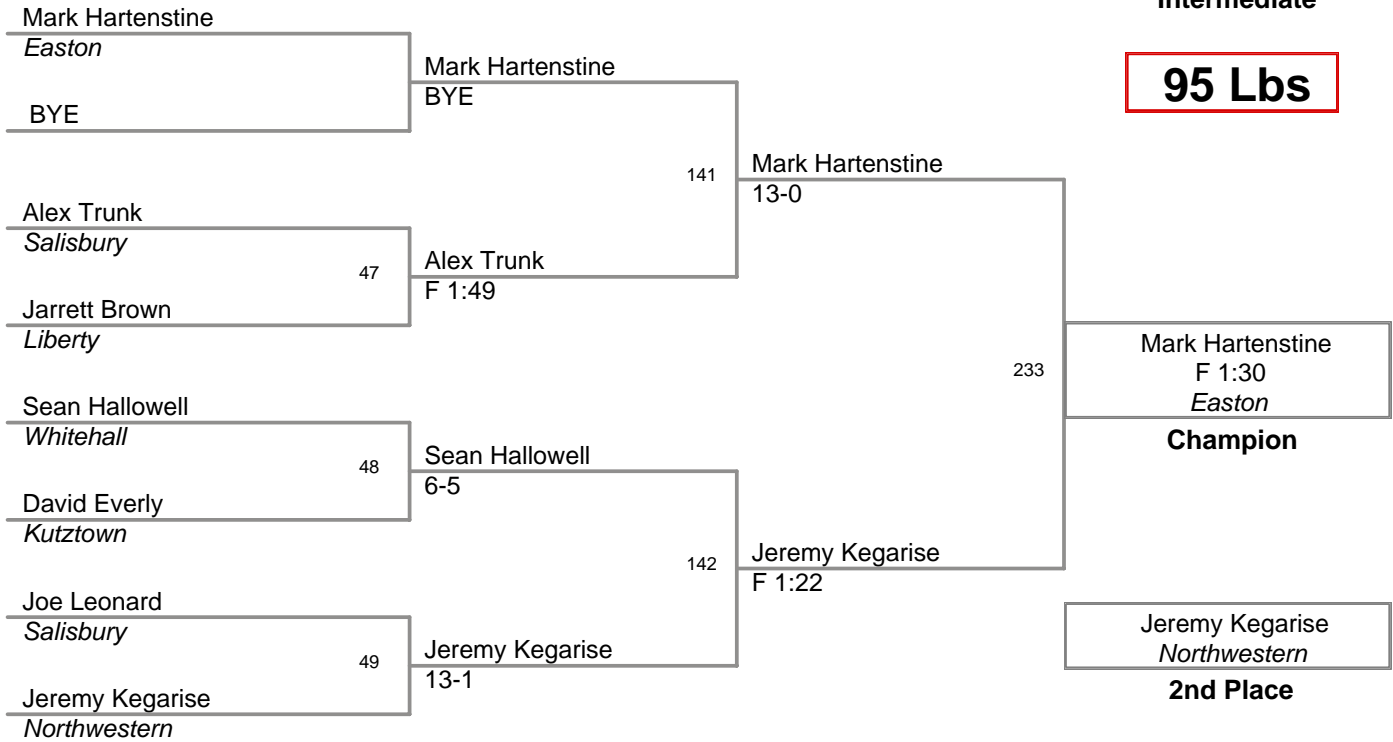 Intermediate
95 Lbs
Mark Hartenstine
Easton
BYE
Alex Trunk
Salisbury
47
Jarrett Brown
Liberty
Sean Hallowell
Whitehall
48
David Everly
Kutztown
Joe Leonard
Salisbury
49
Jeremy Kegarise
Northwestern
Mark Hartenstine
BYE
141
Alex Trunk
F 1:49
Sean Hallowell
6-5
142
Jeremy Kegarise
13-1
Mark Hartenstine
13-0
233
Jeremy Kegarise
F 1:22
Mark Hartenstine
F 1:30
Easton
Champion
Jeremy Kegarise
Northwestern
2nd Place